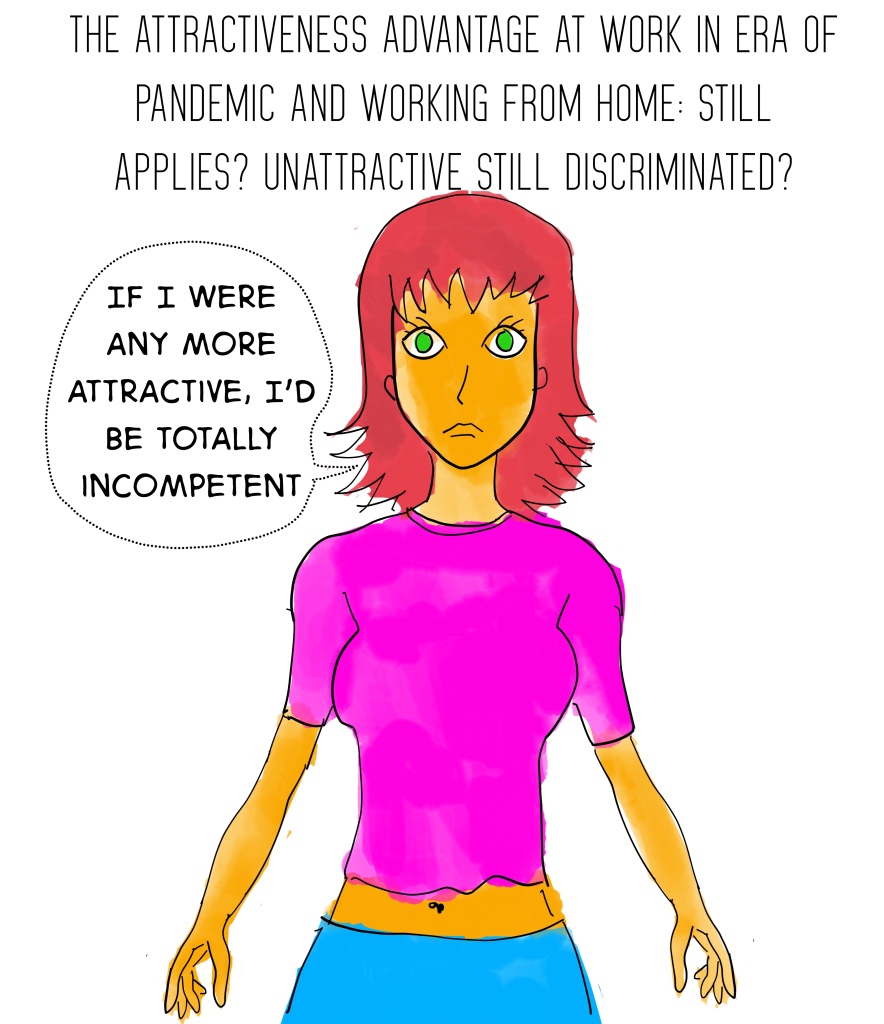 THE ATTRACTIVENESS ADVANTAGE AT WORK IN ERA OF
PANDEMIC AND WORKING FROM HOME: STILL
APPLIES? UNATTRACTIVE STILL DISCRIMINATED?
IF I WERE
ANY MORE
ATTRACTIVE, I'D
BE TOTALLY
INCOMPETENT